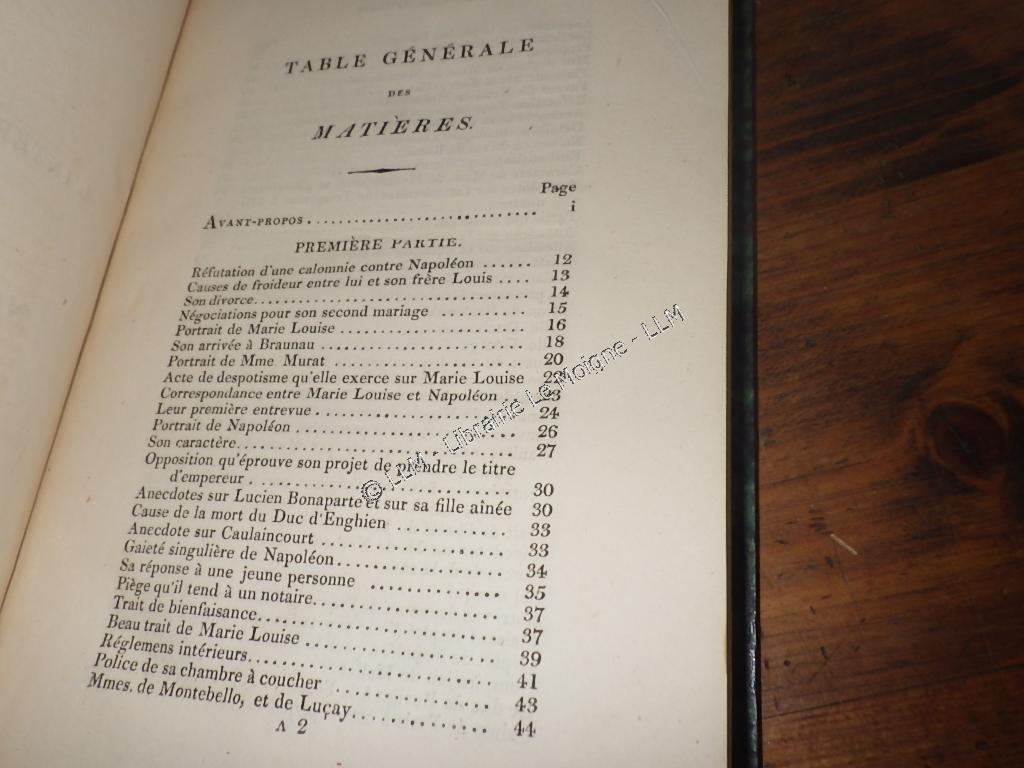 TABLE GÉNÉRALE
DES
MATIÈRES.
Page
AVANT-PROPOS........................... i
PREMIÈRE PARTIE.
Réfutation d'une calomnie contre Napoléon ...... 12
Causes de froideur entre lui et son frère Louis .... 13
Son divorce.............................. 14
Négociations pour son second mariage .......... 15
Portrait de Marie Louise ..................... 16
Son arrivée à Braunau ....................... 18
Portrait de Mme. Murat ..................... 20
Acte de despotisme qu'elle exerce sur Marie Louise 22
Correspondance entre Marie Louise et Napoléon .. 23
Leur première entrevue ..................... 24
Portrait de Napoléon ....................... 26
Son caractère............................. 27
Opposition qu'éprouve son projet de prendre le titre
d'empereur ........................... 30
Anecdotes sur Lucien Bonaparte et sur sa fille aînée 30
Cause de la mort du Duc d'Enghien ............ 33
Anecdote sur Caulaincourt ................... 33
Gaieté singulière de Napoléon................. 34
Sa réponse à une jeune personne .............. 35
Piège qu'il tend à un notaire................... 37
Trait de bienfaisance........................ 37
Beau trait de Marie Louise ................... 39
Réglemens intérieurs........................ 41
Police de sa chambre à coucher ............... 43
Mmes. de Montebello, et de Luçay.............. 44
A 2
© LLM - Librairie Le Moigne - LLM